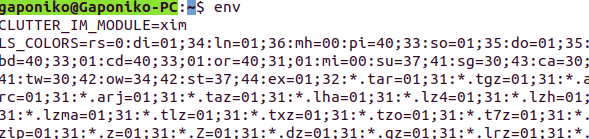 gaponiko@Gaponiko-PC:~$ env
CLUTTER_IM_MODULE=xim
LS_COLORS=rs=0:di=01;34:ln=01;36:mh=00:pi=40;33:so=01;35:do=01;35:
bd=40;33;01:cd=40;33;01:or=40;31;01:mi=00:su=37;41:sg=30;43:ca=30;
41:tw=30;42:ow=34;42:st=37;44:ex=01;32:*.tar=01;31:*.tgz=01;31:*.a
rc=01;31:*.arj=01;31:*.taz=01;31:*.lha=01;31:*.lz4=01;31:*.lzh=01;
31:*.lzma=01;31:*.tlz=01;31:*.txz=01;31:*.tzo=01;31:*.t7z=01;31:*.
zip=01;31:*.z=01;31:*.Z=01;31:*.dz=01;31:*.gz=01;31:*.lrz=01;31:*.